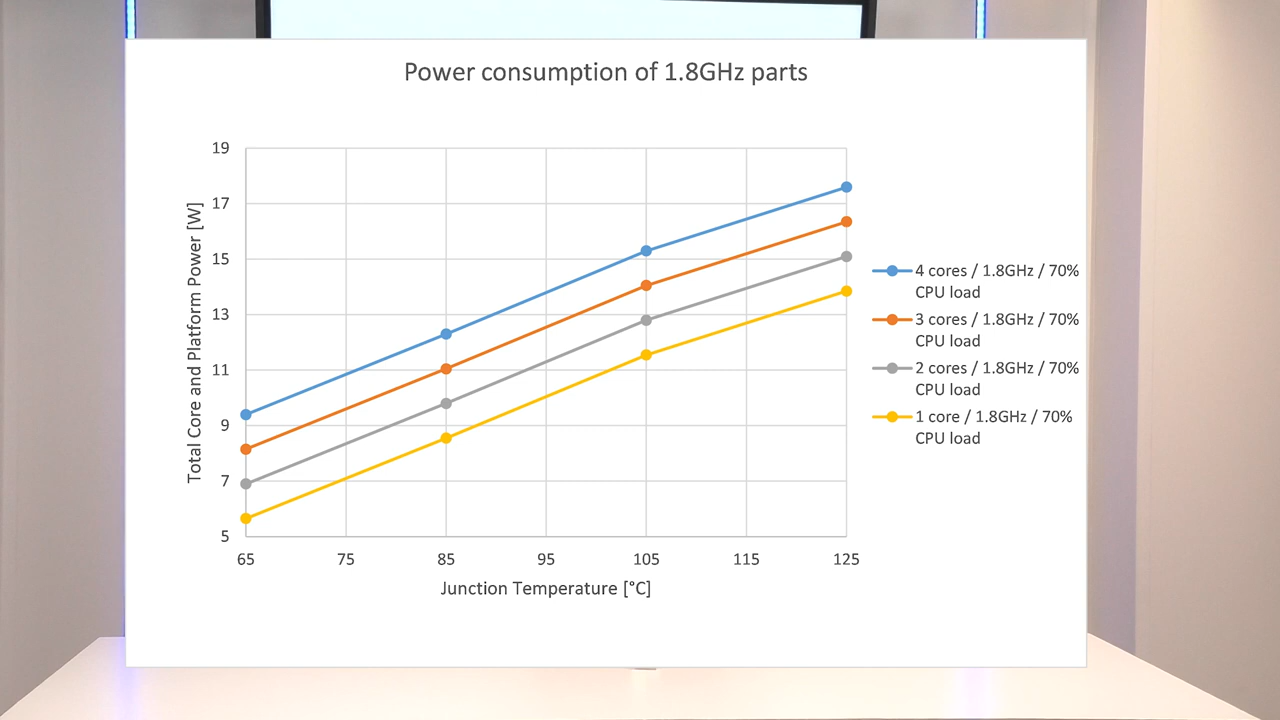 Power consumption of 1.8GHz parts
19
17
15
13
11
9
7
5
Total Core and Platform Power [W]
65 75 85 95 105 115 125
Junction Temperature [°C]
4 cores / 1.8GHz / 70%
CPU load
3 cores / 1.8GHz / 70%
CPU load
2 cores / 1.8GHz / 70%
CPU load
1 core / 1.8GHz / 70%
CPU load